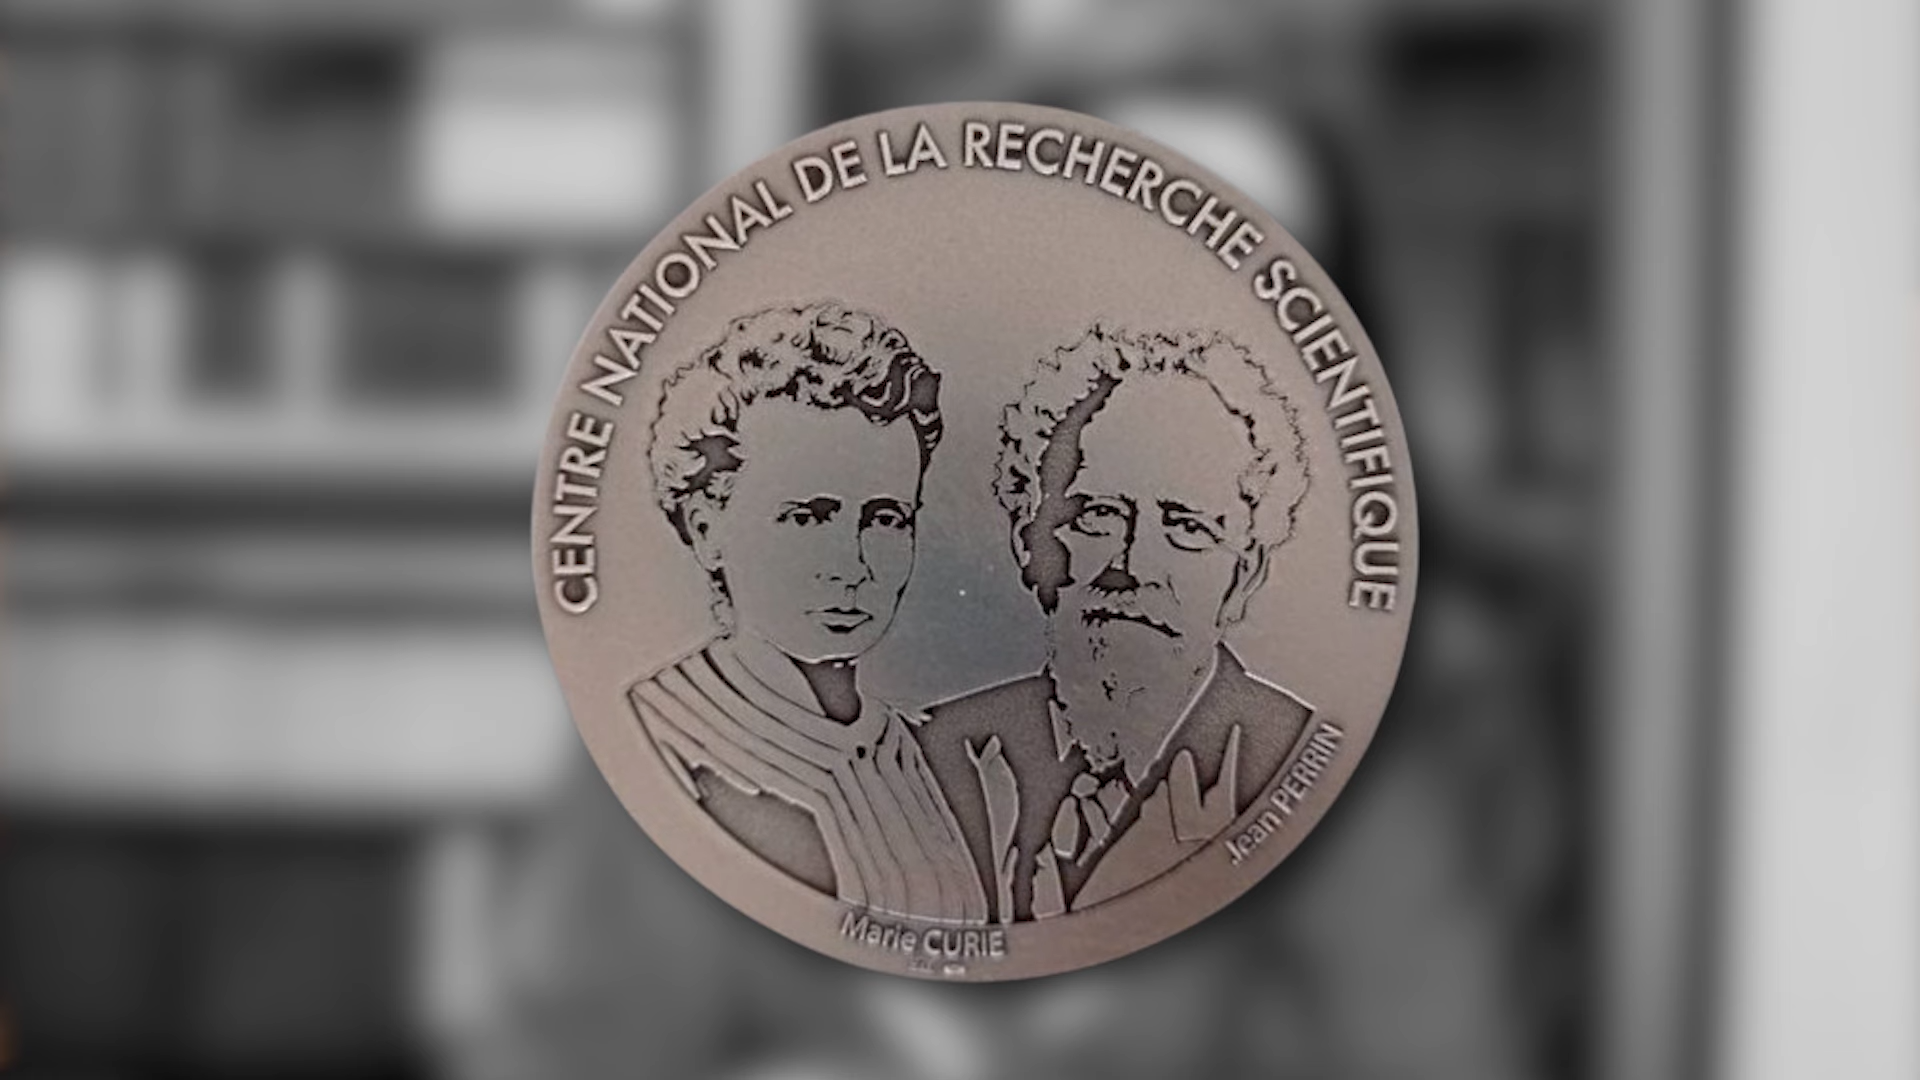 CENTRE NATIONAL DE LA RECHERCHE SCIENTIFIQUE
Marie CURIE
Jean PERRIN